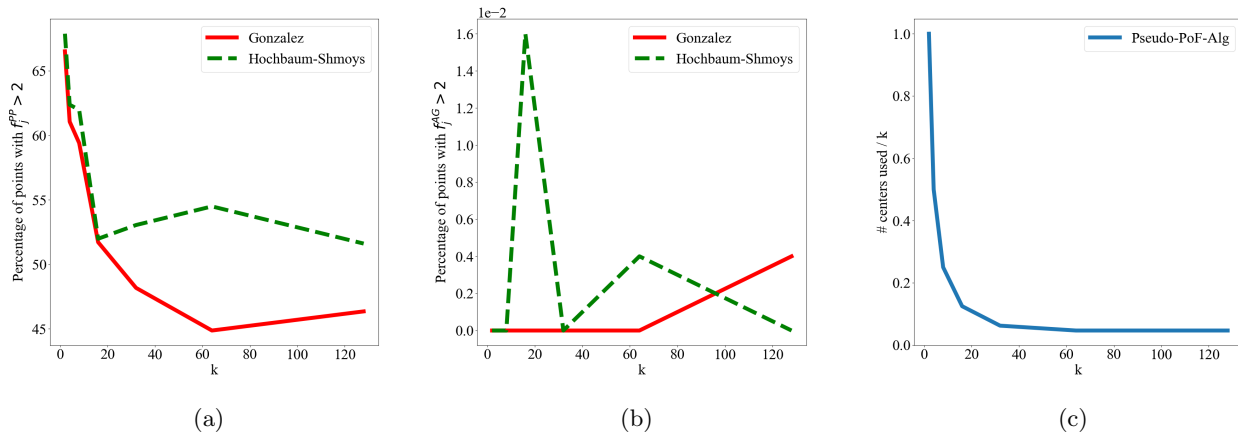 Percentage of points with f_j^{PP} > 2
65
60
55
50
45
0 20 40 60 80 100 120
k
Gonzalez
Hochbaum-Shmoys
(a)
1e−2
Percentage of points with f_j^{AG} > 2
1.6
1.4
1.2
1.0
0.8
0.6
0.4
0.2
0.0
0 20 40 60 80 100 120
k
Gonzalez
Hochbaum-Shmoys
(b)
# centers used / k
1.0
0.8
0.6
0.4
0.2
0.0
0 20 40 60 80 100 120
k
Pseudo-PoF-Alg
(c)